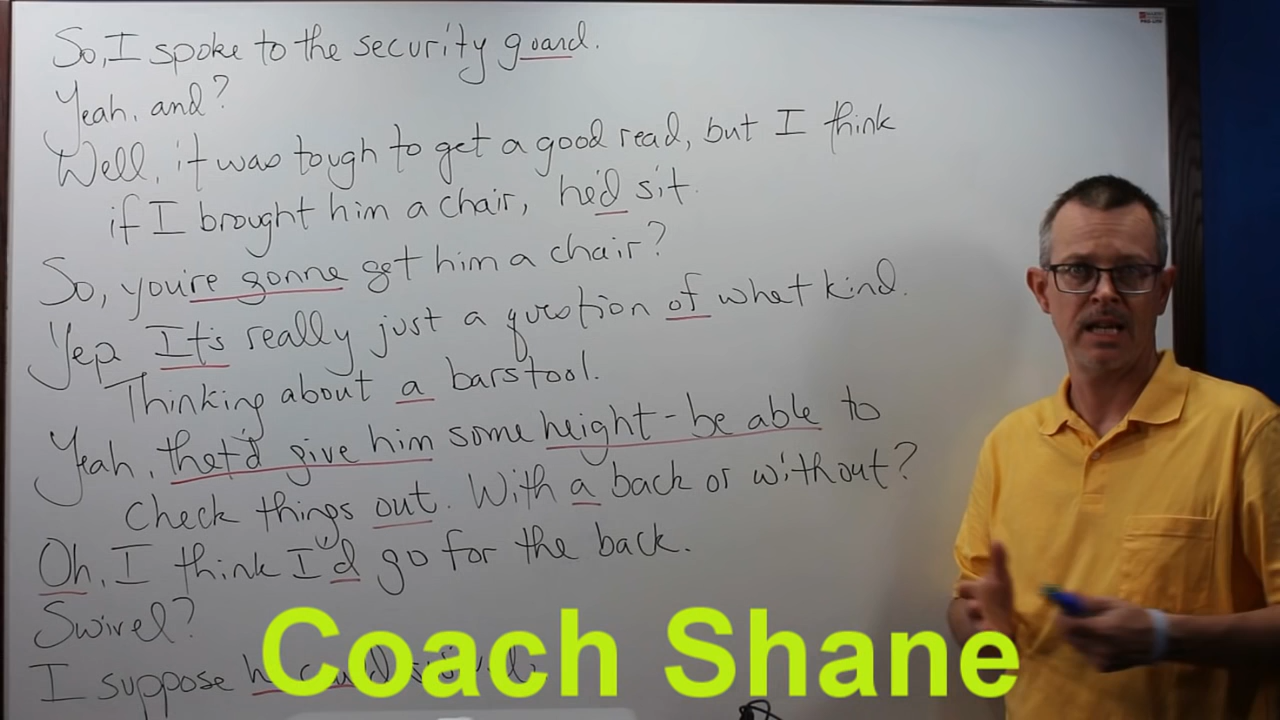 So, I spoke to the security guard.
Yeah, and?
Well, it was tough to get a good read, but I think
if I brought him a chair, he'd sit.
So, you're gonna get him a chair?
Yep. It's really just a question of what kind.
Thinking about a barstool.
Yeah, that'd give him some height - be able to
check things out. With a back or without?
Oh, I think I'd go for the back.
Swivel?
I suppose he could
Coach Shane